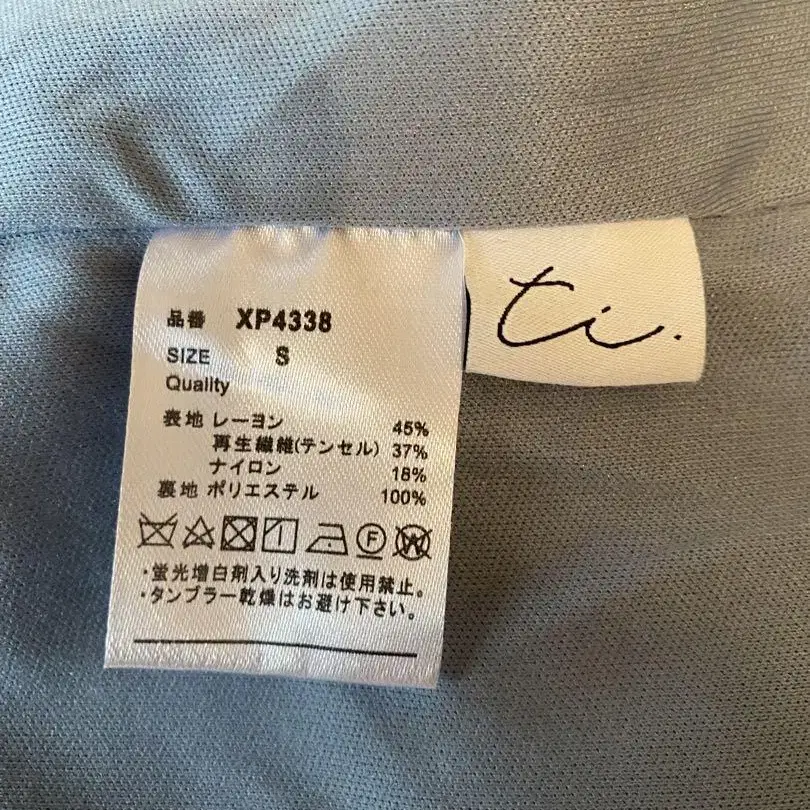 品番 XP4338
SIZE S
Quality
表地 レーヨン 45%
再生繊維(テンセル) 37%
ナイロン 18%
裏地 ポリエステル 100%
F W
・蛍光増白剤入り洗剤は使用禁止。
・タンブラー乾燥はお避け下さい。
ti.